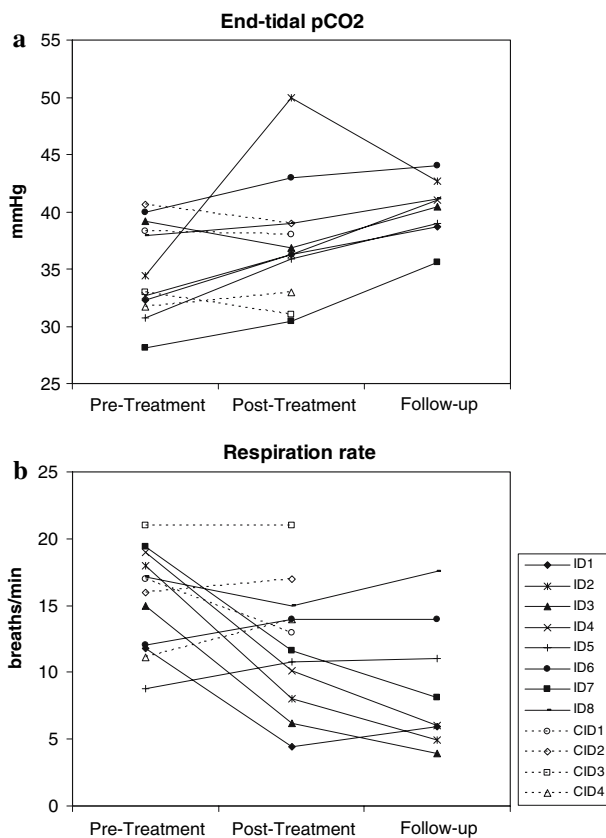 End-tidal pCO2
a
55
50
45
40
35
30
25
mmHg
Pre-Treatment Post-Treatment Follow-up
Respiration rate
b
25
20
15
10
5
0
breaths/min
Pre-Treatment Post-Treatment Follow-up
ID1
ID2
ID3
ID4
ID5
ID6
ID7
ID8
CID1
CID2
CID3
CID4